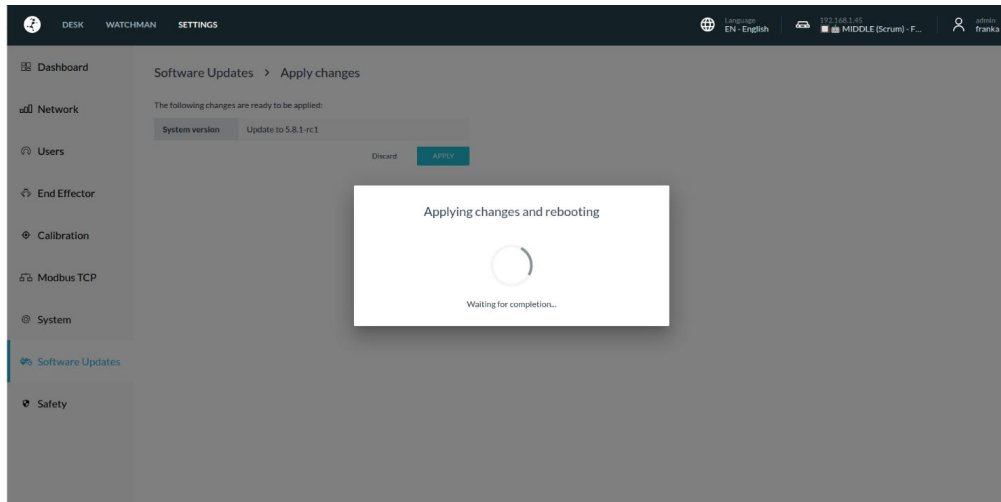 DESK WATCHMAN SETTINGS
Language
EN - English
192.168.1.45
MIDDLE (Scrum) - F...
admin
franka
Dashboard
Network
Users
End Effector
Calibration
Modbus TCP
System
Software Updates
Safety
Software Updates > Apply changes
The following changes are ready to be applied:
System version Update to 5.8.1-rc1
Discard APPLY
Applying changes and rebooting
Waiting for completion...